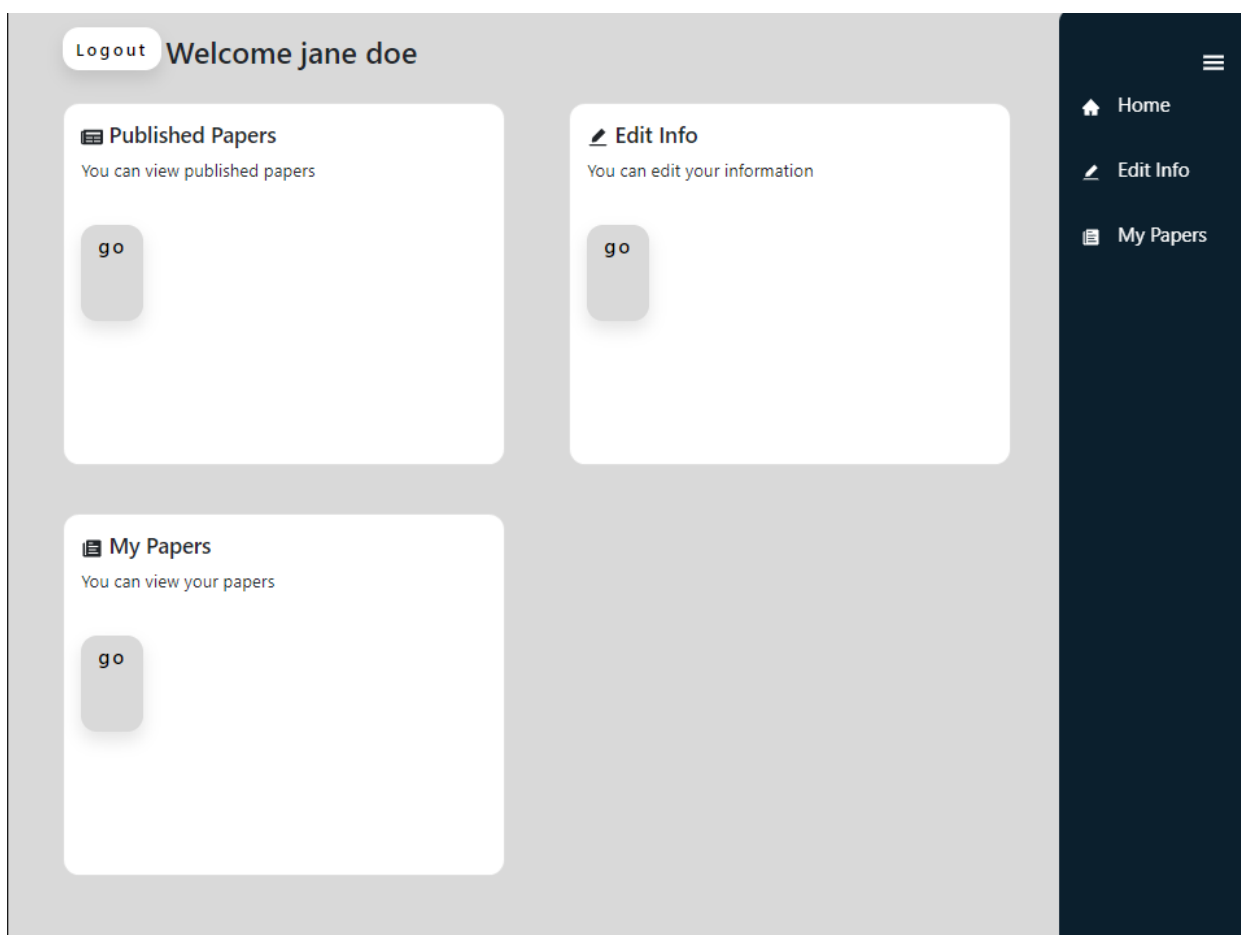 Logout Welcome jane doe
Published Papers
You can view published papers
go
Edit Info
You can edit your information
go
My Papers
You can view your papers
go
Home
Edit Info
My Papers